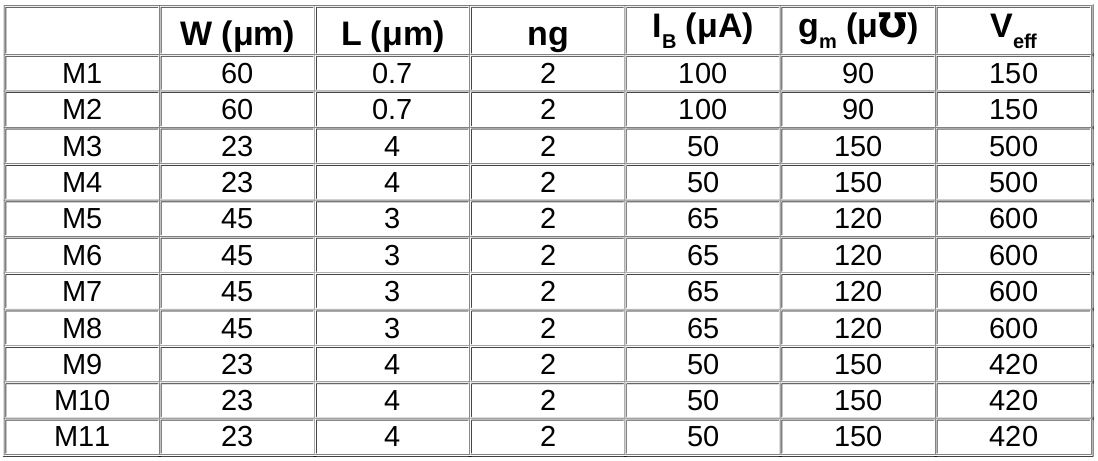 W (µm) L (µm) ng I_B (µA) g_m (µ℧) V_eff
M1 60 0.7 2 100 90 150
M2 60 0.7 2 100 90 150
M3 23 4 2 50 150 500
M4 23 4 2 50 150 500
M5 45 3 2 65 120 600
M6 45 3 2 65 120 600
M7 45 3 2 65 120 600
M8 45 3 2 65 120 600
M9 23 4 2 50 150 420
M10 23 4 2 50 150 420
M11 23 4 2 50 150 420